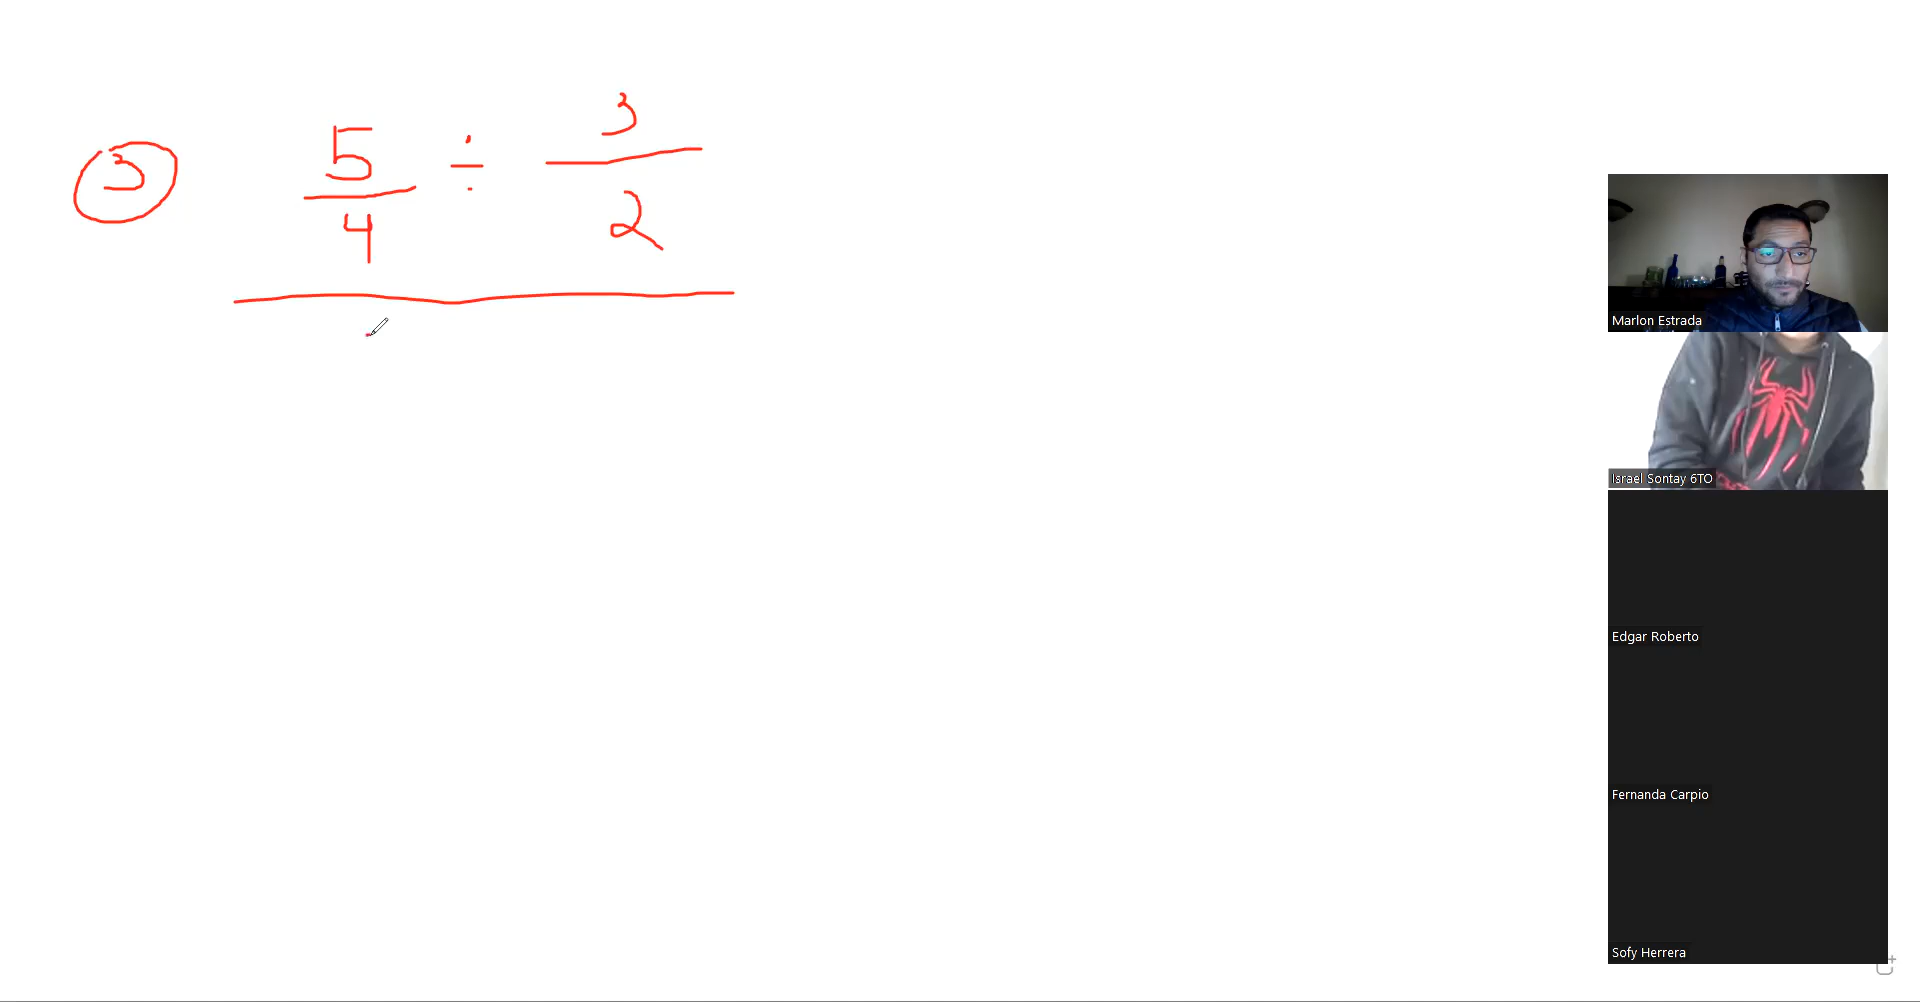 3 5/4 ÷ 3/2
Marlon Estrada
Israel Sontay 6TO
Edgar Roberto
Fernanda Carpio
Sofy Herrera